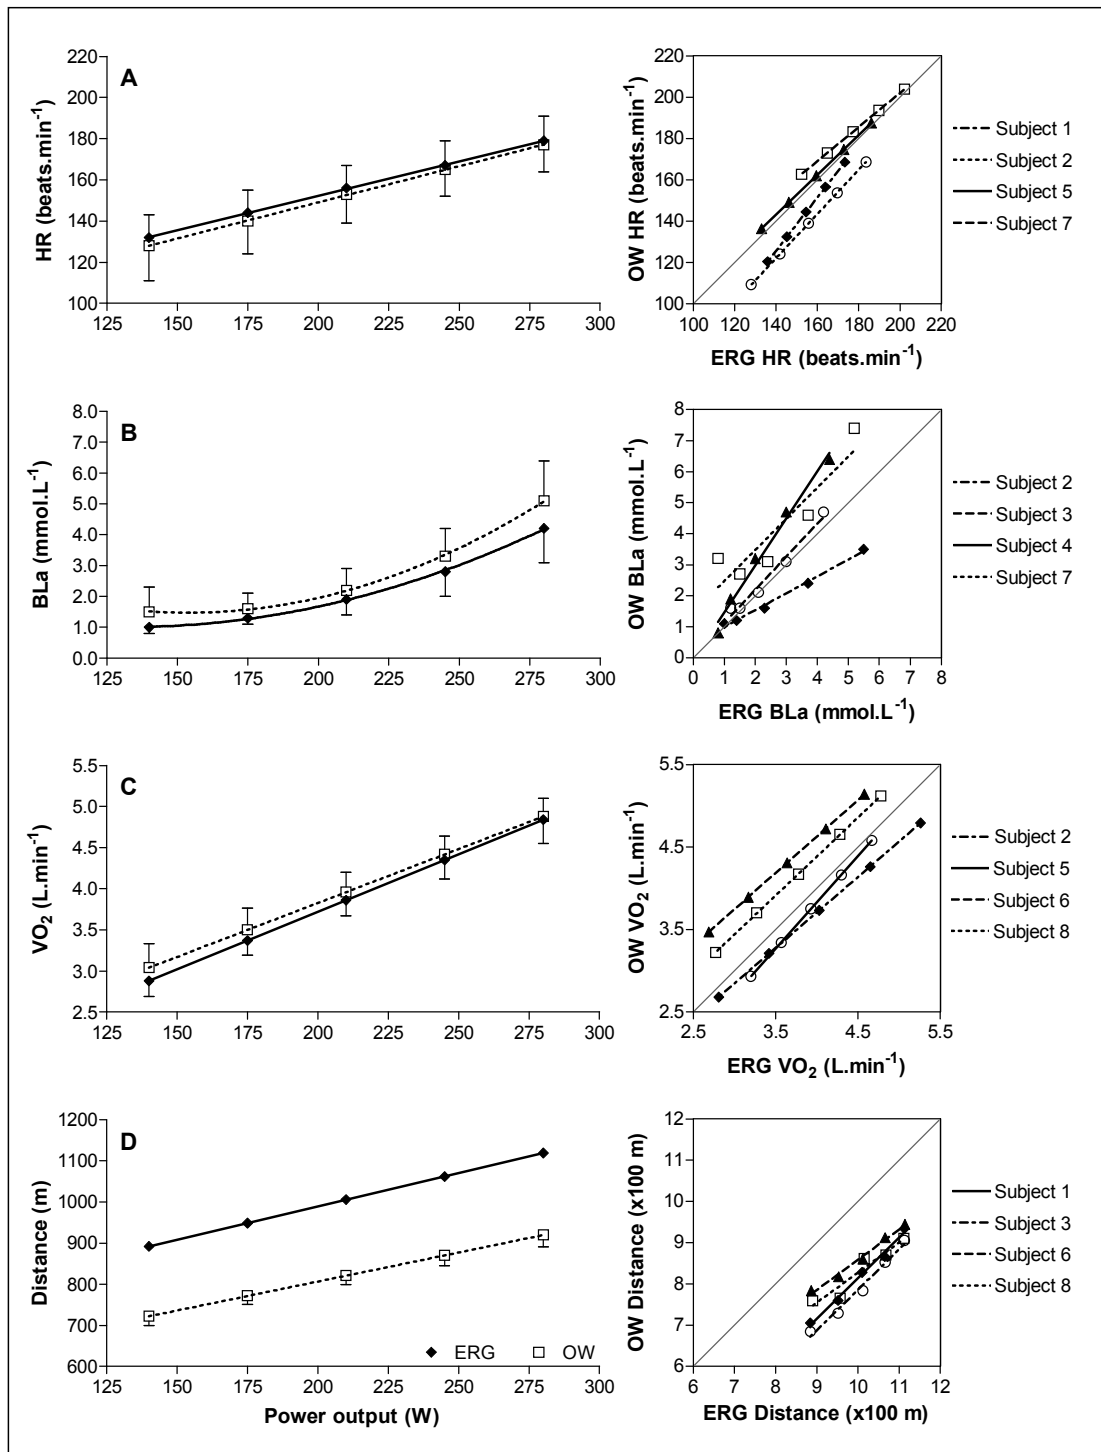 A
HR (beats.min⁻¹)
220
200
180
160
140
120
100
125 150 175 200 225 250 275 300
OW HR (beats.min⁻¹)
220
200
180
160
140
120
100
100 120 140 160 180 200 220
ERG HR (beats.min⁻¹)
Subject 1
Subject 2
Subject 5
Subject 7
B
BLa (mmol.L⁻¹)
8.0
7.0
6.0
5.0
4.0
3.0
2.0
1.0
0.0
125 150 175 200 225 250 275 300
OW BLa (mmol.L⁻¹)
8
7
6
5
4
3
2
1
0
0 1 2 3 4 5 6 7 8
ERG BLa (mmol.L⁻¹)
Subject 2
Subject 3
Subject 4
Subject 7
C
VO₂ (L.min⁻¹)
5.5
5.0
4.5
4.0
3.5
3.0
2.5
125 150 175 200 225 250 275 300
OW VO₂ (L.min⁻¹)
5.5
4.5
3.5
2.5
2.5 3.5 4.5 5.5
ERG VO₂ (L.min⁻¹)
Subject 2
Subject 5
Subject 6
Subject 8
D
Distance (m)
1200
1100
1000
900
800
700
600
ERG OW
125 150 175 200 225 250 275 300
Power output (W)
OW Distance (x100 m)
12
11
10
9
8
7
6
6 7 8 9 10 11 12
ERG Distance (x100 m)
Subject 1
Subject 3
Subject 6
Subject 8